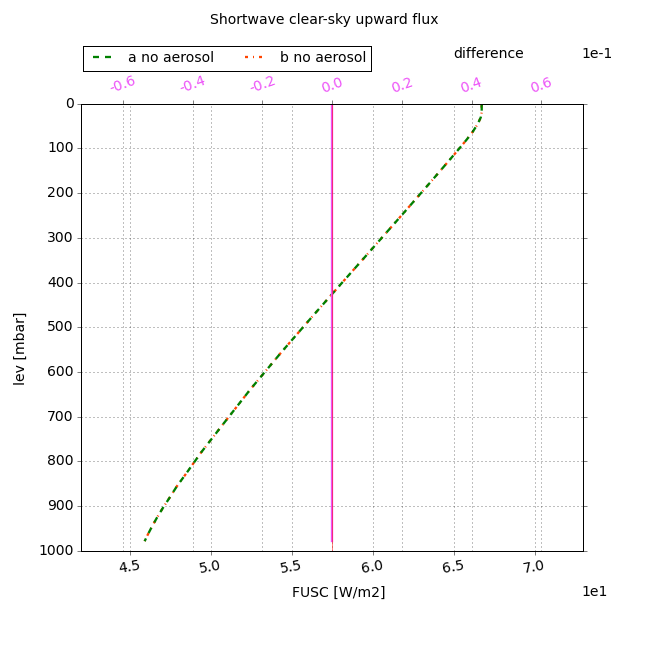 Shortwave clear-sky upward flux
a no aerosol b no aerosol difference 1e-1
-0.6 -0.4 -0.2 0.0 0.2 0.4 0.6
0
100
200
300
400
500
600
700
800
900
1000
lev [mbar]
4.5 5.0 5.5 6.0 6.5 7.0
FUSC [W/m2] 1e1